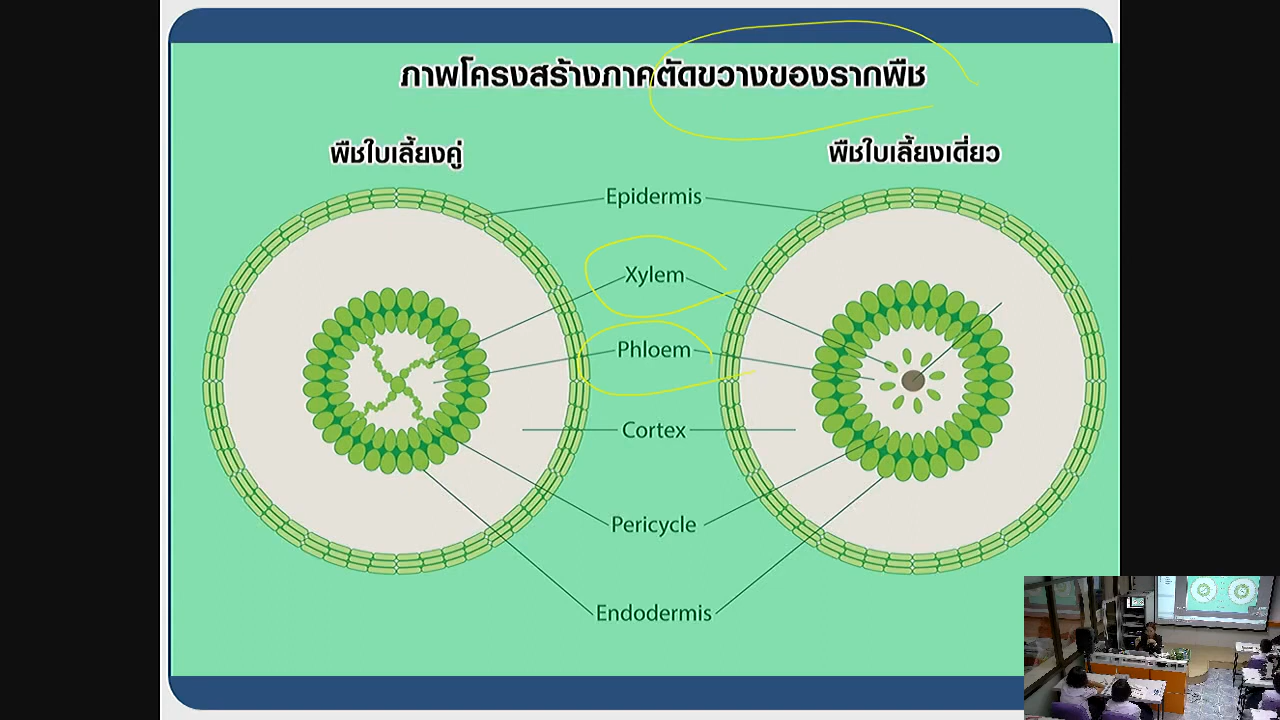 ภาพโครงสร้างภาคตัดขวางของรากพืช
พืชใบเลี้ยงคู่
พืชใบเลี้ยงเดี่ยว
Epidermis
Xylem
Phloem
Cortex
Pericycle
Endodermis